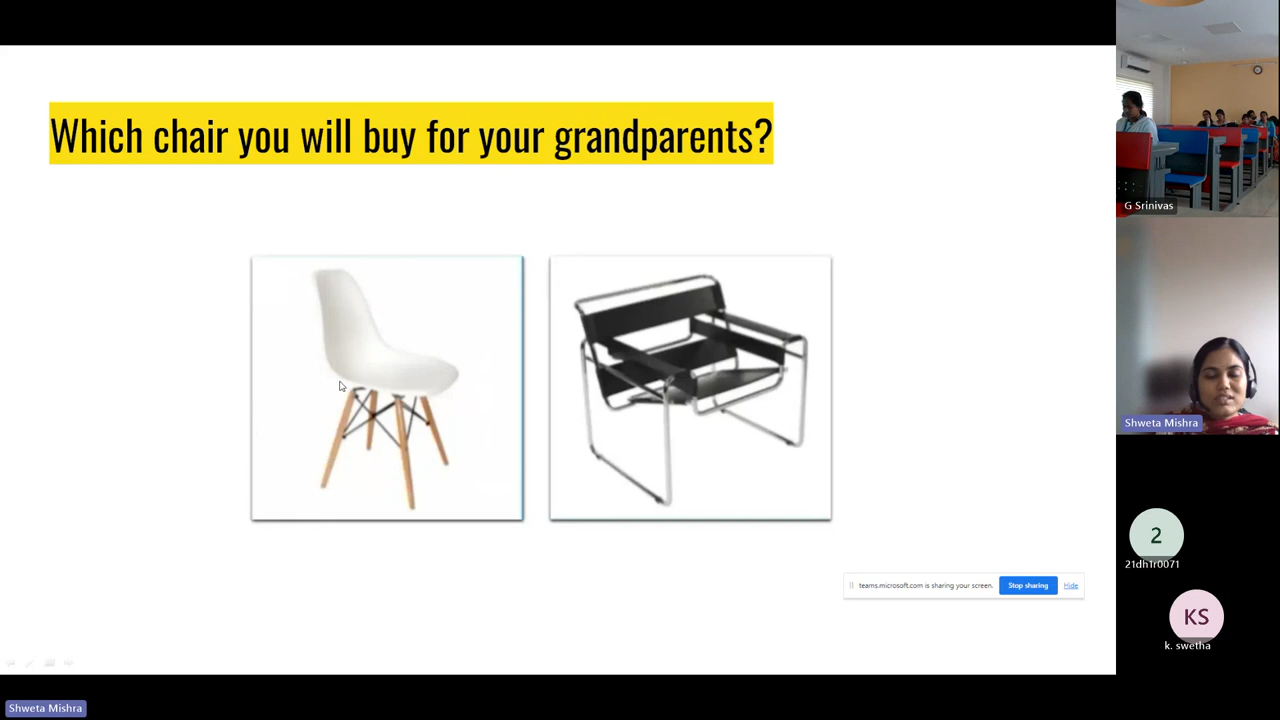 Which chair you will buy for your grandparents?
G Srinivas
Shweta Mishra
teams.microsoft.com is sharing your screen.
Stop sharing
Hide
2
21dh1r0071
KS
k. swetha
Shweta Mishra